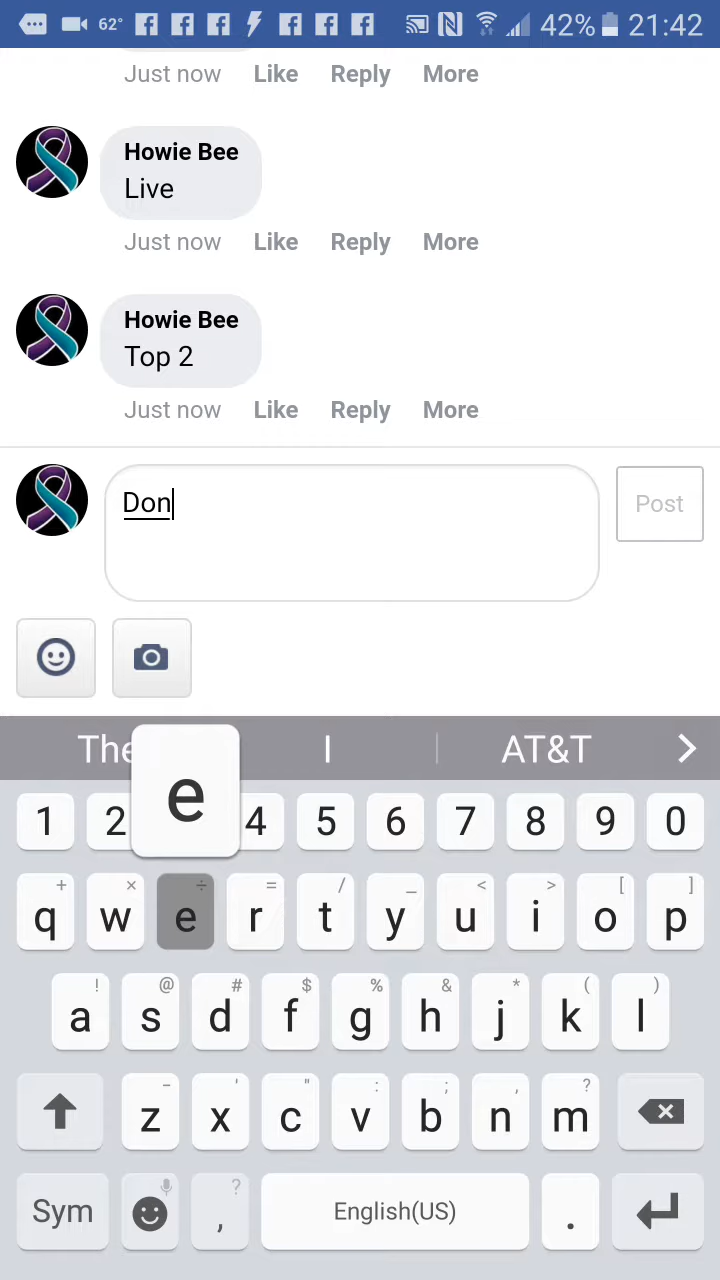 62° 42% 21:42
Just now Like Reply More
Howie Bee
Live
Just now Like Reply More
Howie Bee
Top 2
Just now Like Reply More
Don Post
The I AT&T
e
1 2 4 5 6 7 8 9 0
+ × ÷ = / _ < > [ ]
q w e r t y u i o p
! @ # $ % & * ( )
a s d f g h j k l
- ' " : ; , ?
z x c v b n m
?
Sym , English(US) .